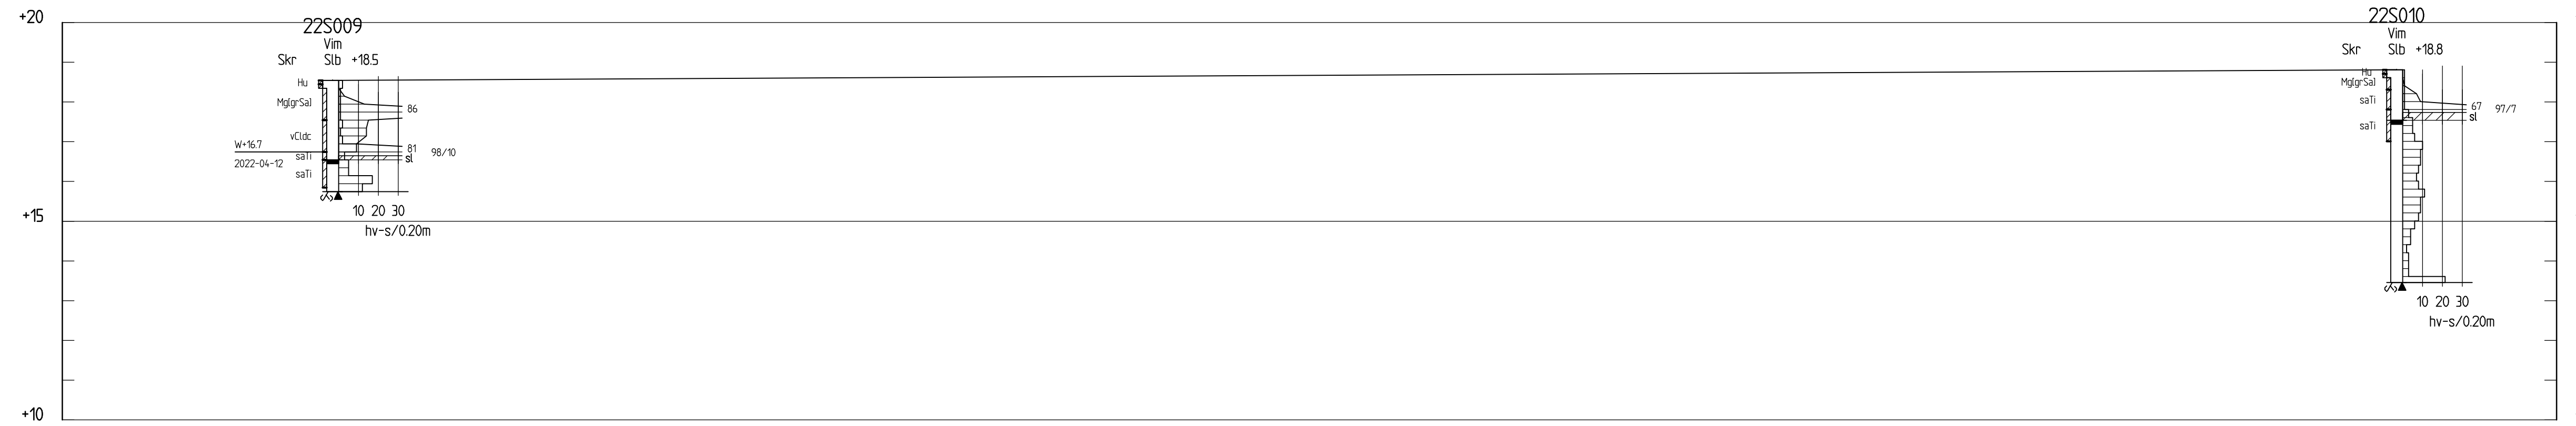 +20
22S009
Vim
Skr Slb +18.5
Hu
Mg[grSa]
86
vCldc
W+16.7
81 98/10
saTi
sl
2022-04-12
saTi
10 20 30
hv-s/0.20m
22S010
Vim
Skr Slb +18.8
Hu
Mg[grSa]
saTi
67 97/7
sl
saTi
10 20 30
hv-s/0.20m
+15
+10